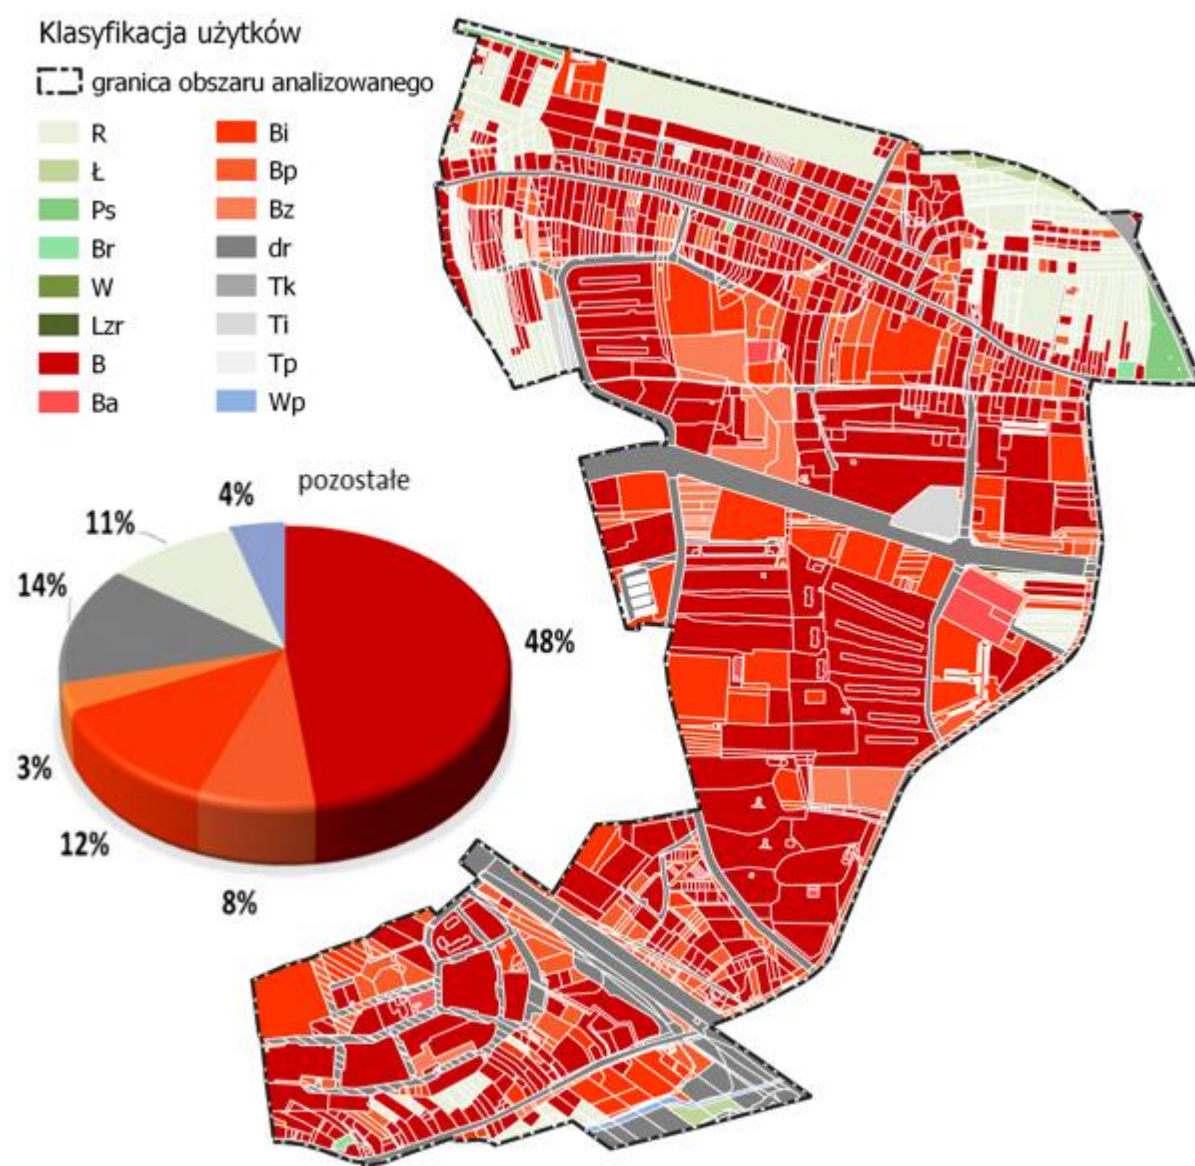 Klasyfikacja użytków
granica obszaru analizowanego
R
Ł
Ps
Br
W
Lzr
B
Ba
Bi
Bp
Bz
dr
Tk
Ti
Tp
Wp
pozostałe
4%
11%
14%
48%
3%
12%
8%